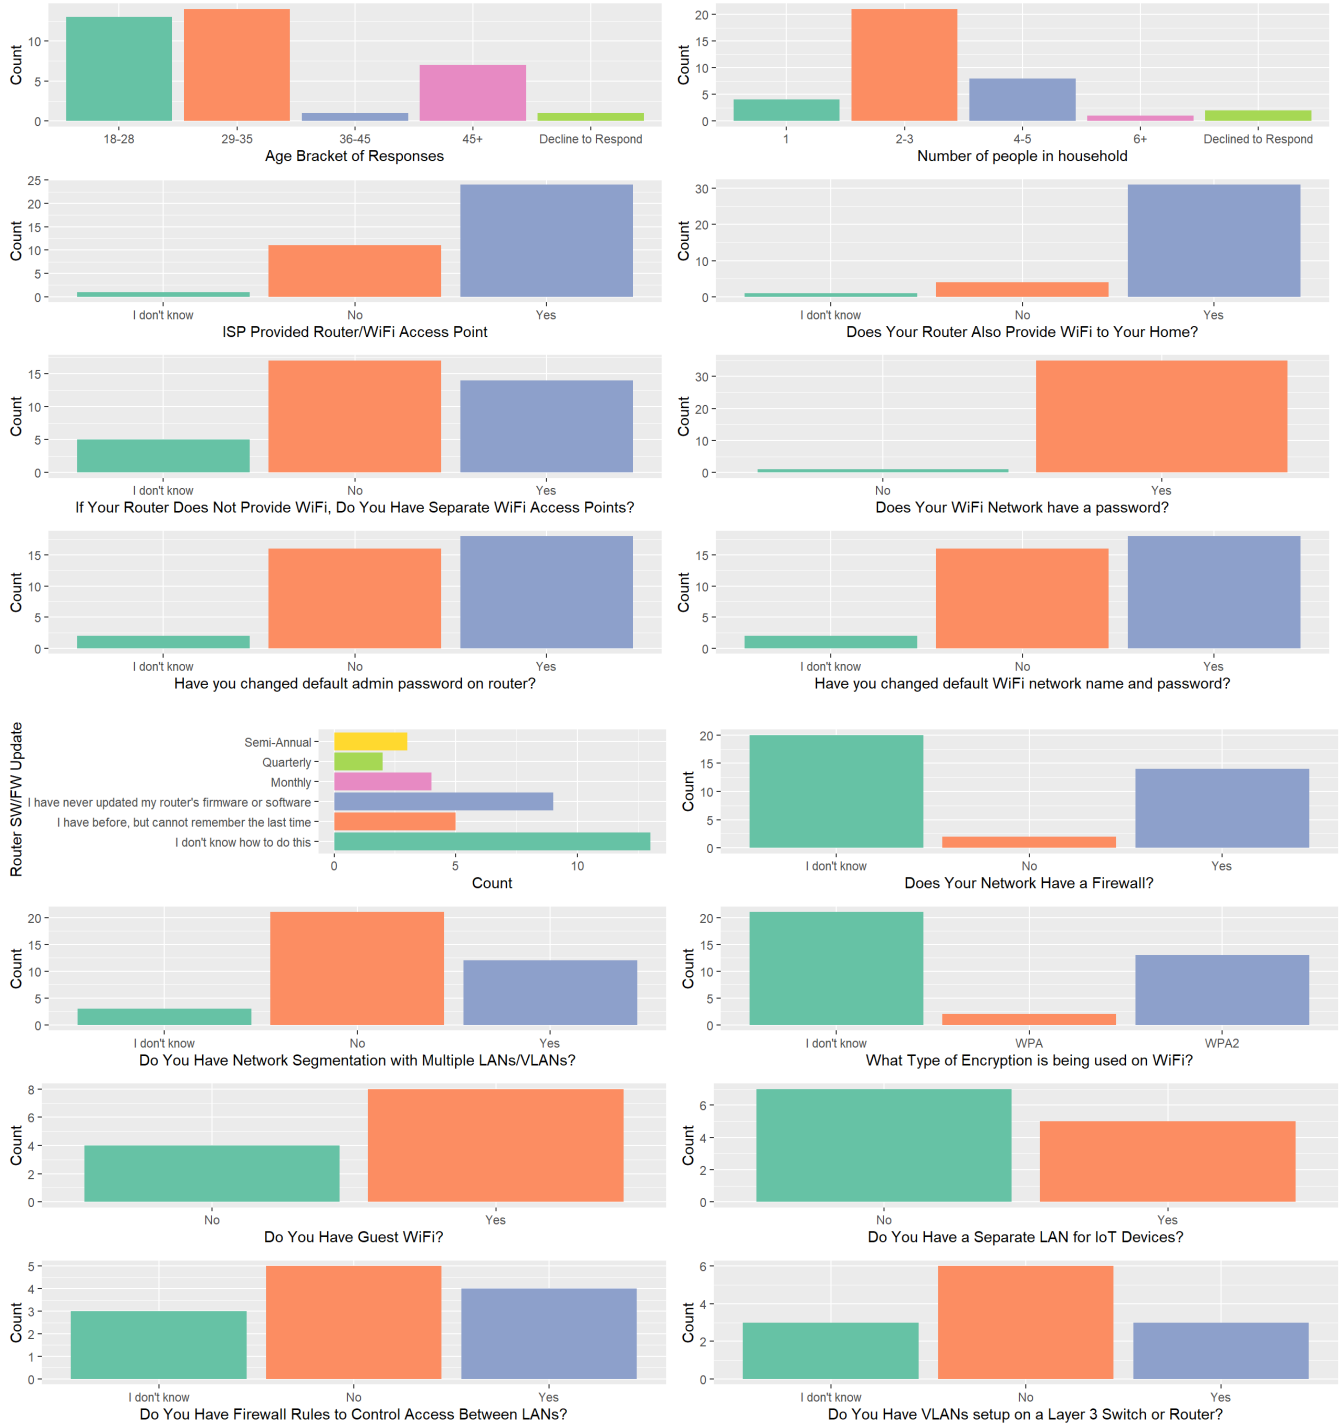 Count
10
5
0
18-28 29-35 36-45 45+ Decline to Respond
Age Bracket of Responses
Count
20
15
10
5
0
1 2-3 4-5 6+ Declined to Respond
Number of people in household
Count
25
20
15
10
5
0
I don't know No Yes
ISP Provided Router/WiFi Access Point
Count
30
20
10
0
I don't know No Yes
Does Your Router Also Provide WiFi to Your Home?
Count
15
10
5
0
I don't know No Yes
If Your Router Does Not Provide WiFi, Do You Have Separate WiFi Access Points?
Count
30
20
10
0
No Yes
Does Your WiFi Network have a password?
Count
15
10
5
0
I don't know No Yes
Have you changed default admin password on router?
Count
15
10
5
0
I don't know No Yes
Have you changed default WiFi network name and password?
Router SW/FW Update
Semi-Annual
Quarterly
Monthly
I have never updated my router's firmware or software
I have before, but cannot remember the last time
I don't know how to do this
0 5 10
Count
Count
20
15
10
5
0
I don't know No Yes
Does Your Network Have a Firewall?
Count
20
15
10
5
0
I don't know No Yes
Do You Have Network Segmentation with Multiple LANs/VLANs?
Count
20
15
10
5
0
I don't know WPA WPA2
What Type of Encryption is being used on WiFi?
Count
8
6
4
2
0
No Yes
Do You Have Guest WiFi?
Count
6
4
2
0
No Yes
Do You Have a Separate LAN for IoT Devices?
Count
5
4
3
2
1
0
I don't know No Yes
Do You Have Firewall Rules to Control Access Between LANs?
Count
6
4
2
0
I don't know No Yes
Do You Have VLANs setup on a Layer 3 Switch or Router?